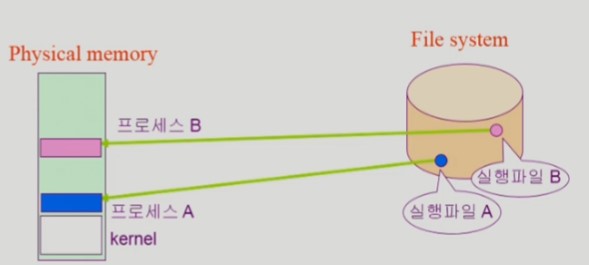 Physical memory
File system
프로세스 B
실행파일 B
프로세스 A
실행파일 A
kernel